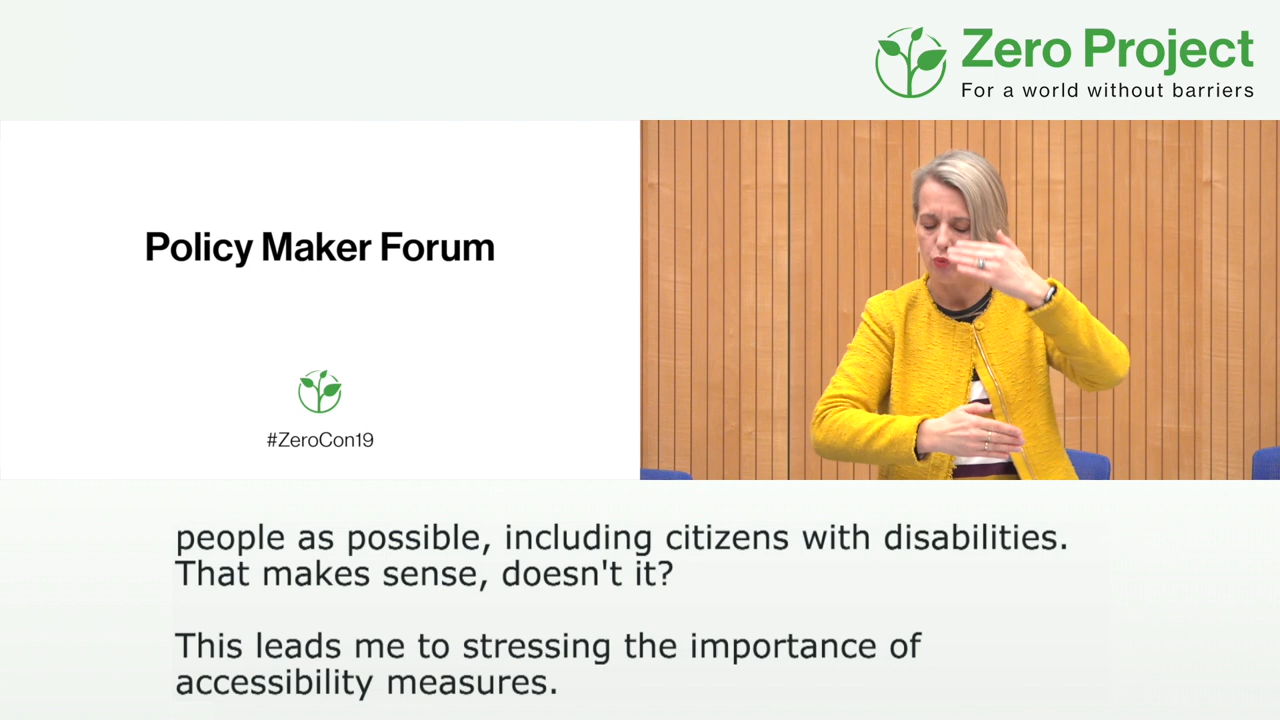 Zero Project
For a world without barriers
Policy Maker Forum
#ZeroCon19
people as possible, including citizens with disabilities.
That makes sense, doesn't it?
This leads me to stressing the importance of
accessibility measures.